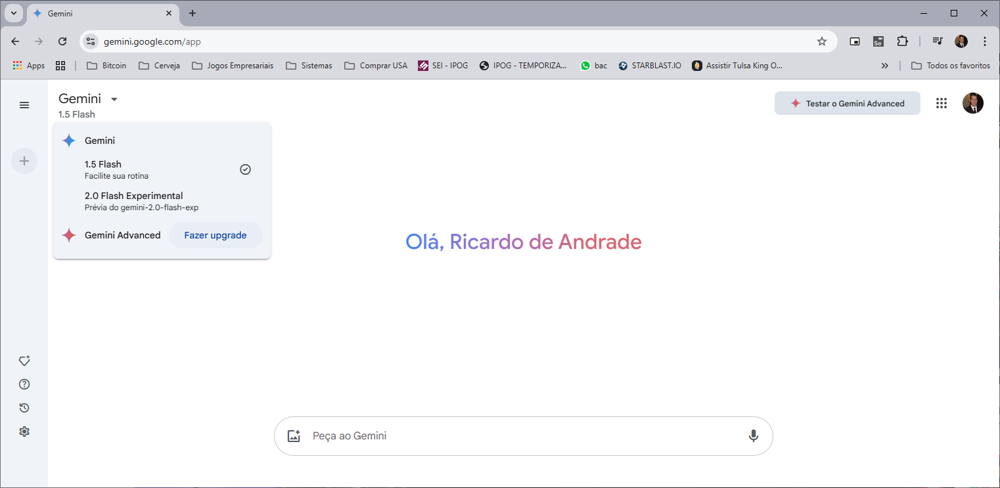 Gemini
gemini.google.com/app
Se
Apps
Bitcoin
Cerveja
Jogos Empresariais
Sistemas
Comprar USA
SEI - IPOG
IPOG - TEMPORIZA...
bac
STARBLAST.IO
Assistir Tulsa King O...
Todos os favoritos
Gemini
1.5 Flash
Testar o Gemini Advanced
Gemini
1.5 Flash
Facilite sua rotina
2.0 Flash Experimental
Prévia do gemini-2.0-flash-exp
Gemini Advanced
Fazer upgrade
Olá, Ricardo de Andrade
Peça ao Gemini